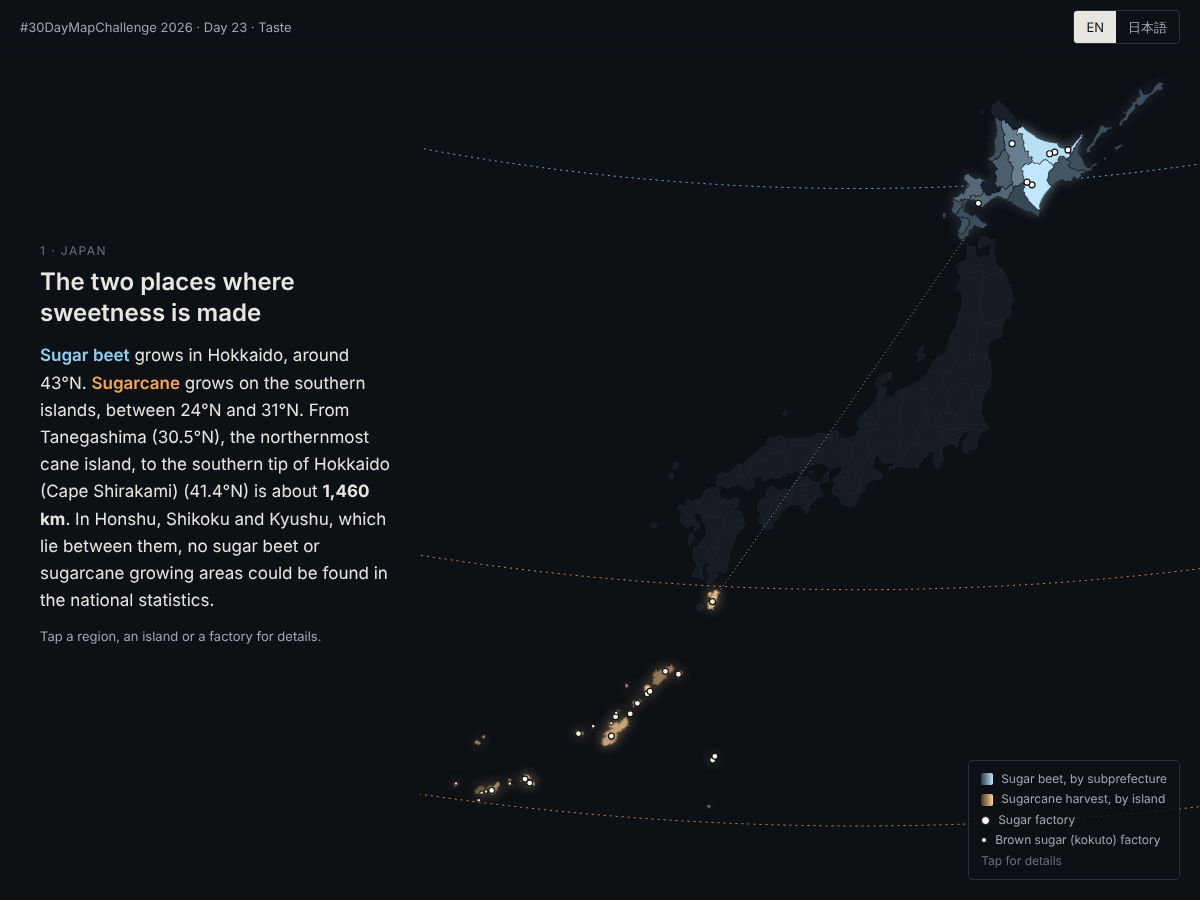 #30DayMapChallenge 2026 · Day 23 · Taste
EN
日本語
1 · JAPAN
The two places where
sweetness is made
Sugar beet grows in Hokkaido, around
43°N. Sugarcane grows on the southern
islands, between 24°N and 31°N. From
Tanegashima (30.5°N), the northernmost
cane island, to the southern tip of Hokkaido
(Cape Shirakami) (41.4°N) is about 1,460
km. In Honshu, Shikoku and Kyushu, which
lie between them, no sugar beet or
sugarcane growing areas could be found in
the national statistics.
Tap a region, an island or a factory for details.
Sugar beet, by subprefecture
Sugarcane harvest, by island
Sugar factory
Brown sugar (kokuto) factory
Tap for details